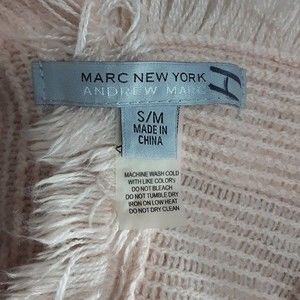 MARC NEW YORK
ANDREW MARC
H
S/M
MADE IN
CHINA
MACHINE WASH COLD
WITH LIKE COLOR's
DO NOT BLEACH
DO NOT TUMBLE DRY
IRON ON LOW HEAT
DO NOT DRY CLEAN